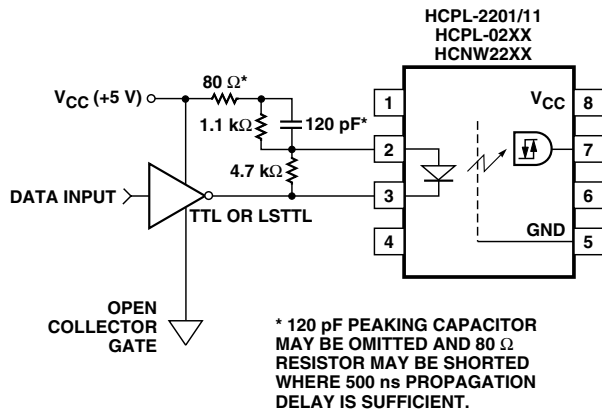 HCPL-2201/11
HCPL-02XX
HCNW22XX
80 Ω*
VCC (+5 V)
1.1 kΩ
120 pF*
4.7 kΩ
DATA INPUT
TTL OR LSTTL
OPEN
COLLECTOR
GATE
1
2
3
4
VCC
8
7
6
GND
5
* 120 pF PEAKING CAPACITOR
MAY BE OMITTED AND 80 Ω
RESISTOR MAY BE SHORTED
WHERE 500 ns PROPAGATION
DELAY IS SUFFICIENT.